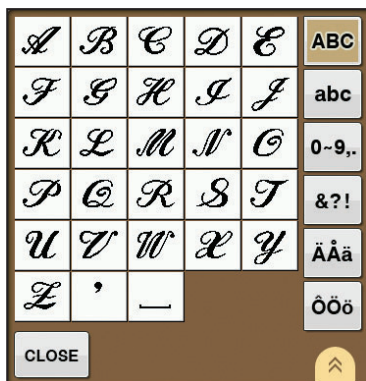 A B C D E ABC
F G H I J abc
K L M N O 0~9,.
P Q R S T &?!
U V W X Y ÄÅä
Z ' _ ÔÖö
CLOSE